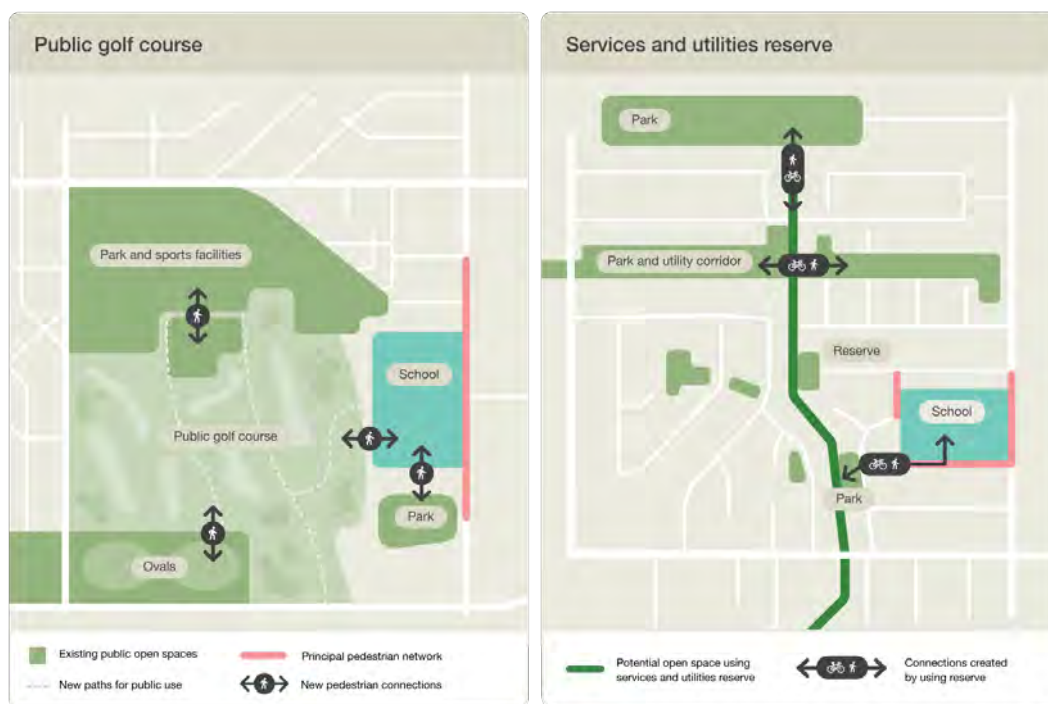 Public golf course
Park and sports facilities
School
Public golf course
Park
Ovals
Existing public open spaces
Principal pedestrian network
New paths for public use
New pedestrian connections
Services and utilities reserve
Park
Park and utility corridor
Reserve
School
Park
Potential open space using
services and utilities reserve
Connections created
by using reserve